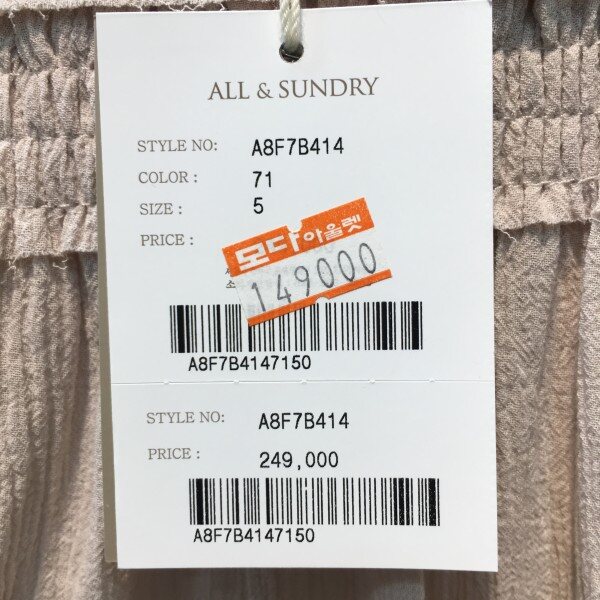 ALL & SUNDRY
STYLE NO: A8F7B414
COLOR : 71
SIZE : 5
PRICE :
모다아울렛
149000
A8F7B4147150
STYLE NO: A8F7B414
PRICE : 249,000
A8F7B4147150